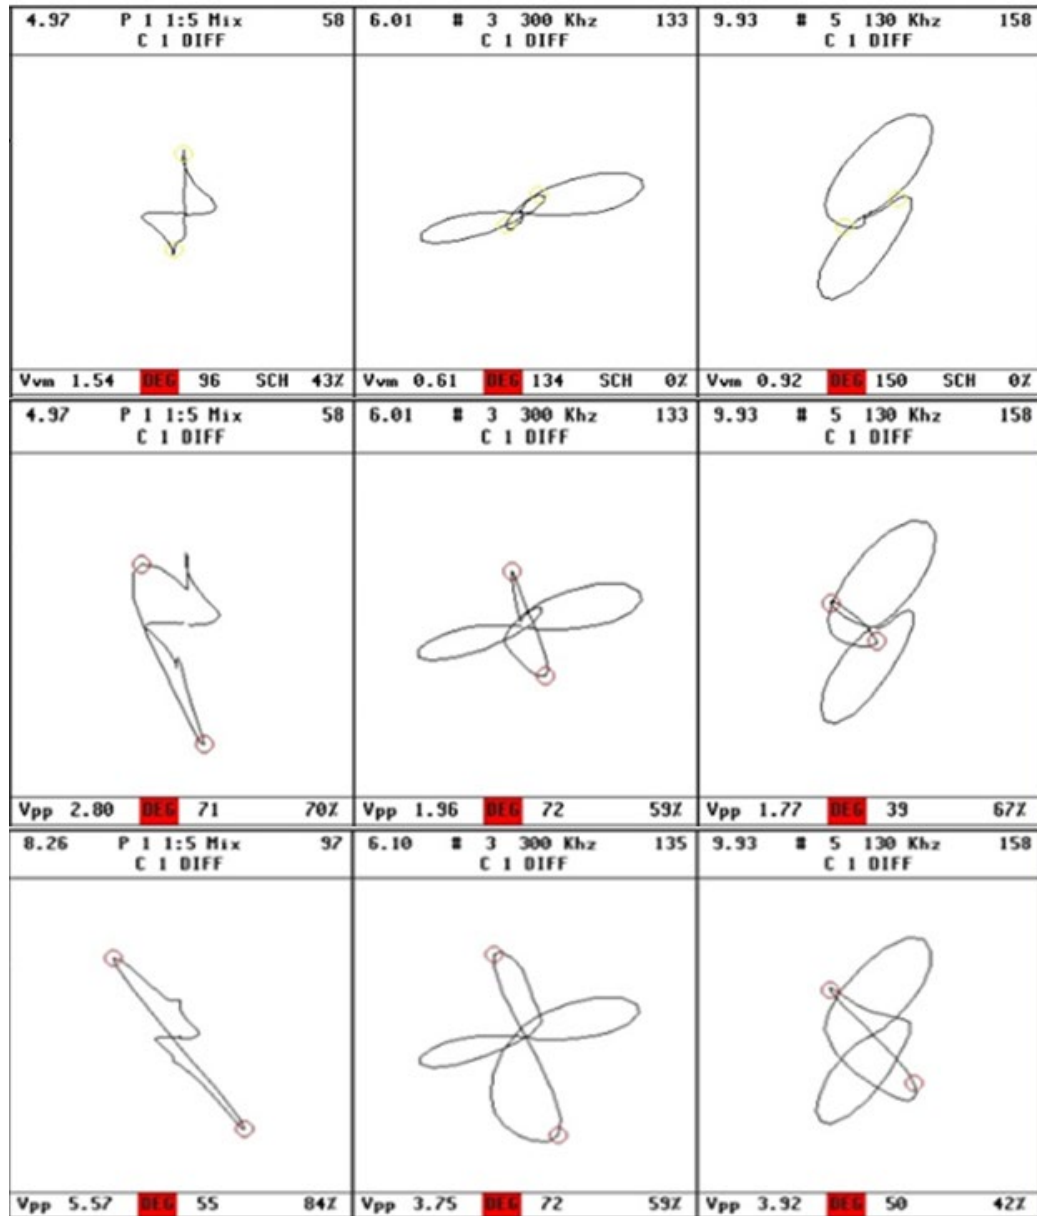 4.97 P 1 1:5 Mix 58
C 1 DIFF
6.01 # 3 300 Khz 133
C 1 DIFF
9.93 # 5 130 Khz 158
C 1 DIFF
Vvm 1.54 DEG 96 SCH 43%
Vvm 0.61 DEG 134 SCH 0%
Vvm 0.92 DEG 150 SCH 0%
4.97 P 1 1:5 Mix 58
C 1 DIFF
6.01 # 3 300 Khz 133
C 1 DIFF
9.93 # 5 130 Khz 158
C 1 DIFF
Vpp 2.80 DEG 71 70%
Vpp 1.96 DEG 72 59%
Vpp 1.77 DEG 39 67%
8.26 P 1 1:5 Mix 97
C 1 DIFF
6.10 # 3 300 Khz 135
C 1 DIFF
9.93 # 5 130 Khz 158
C 1 DIFF
Vpp 5.57 DEG 55 84%
Vpp 3.75 DEG 72 59%
Vpp 3.92 DEG 50 42%